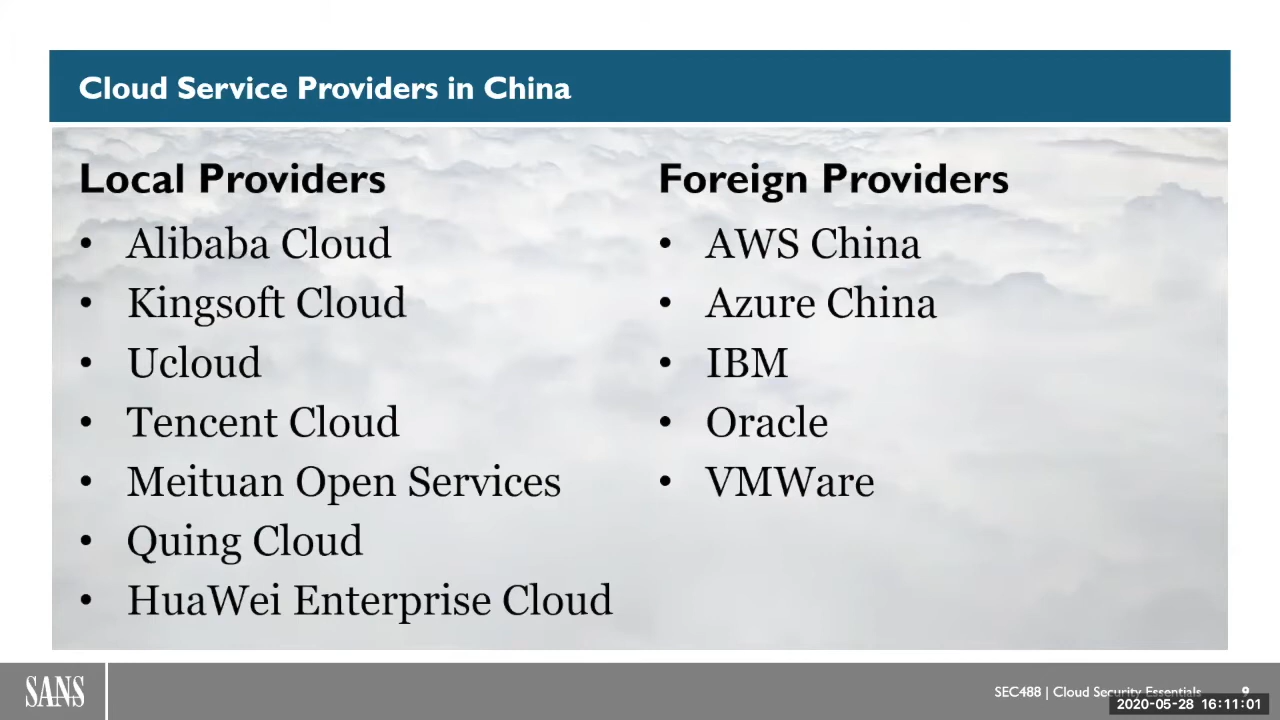 Cloud Service Providers in China
Local Providers
• Alibaba Cloud
• Kingsoft Cloud
• Ucloud
• Tencent Cloud
• Meituan Open Services
• Quing Cloud
• HuaWei Enterprise Cloud
Foreign Providers
• AWS China
• Azure China
• IBM
• Oracle
• VMWare
SANS
SEC488 | Cloud Security Essentials 9
2020-05-28 16:11:01